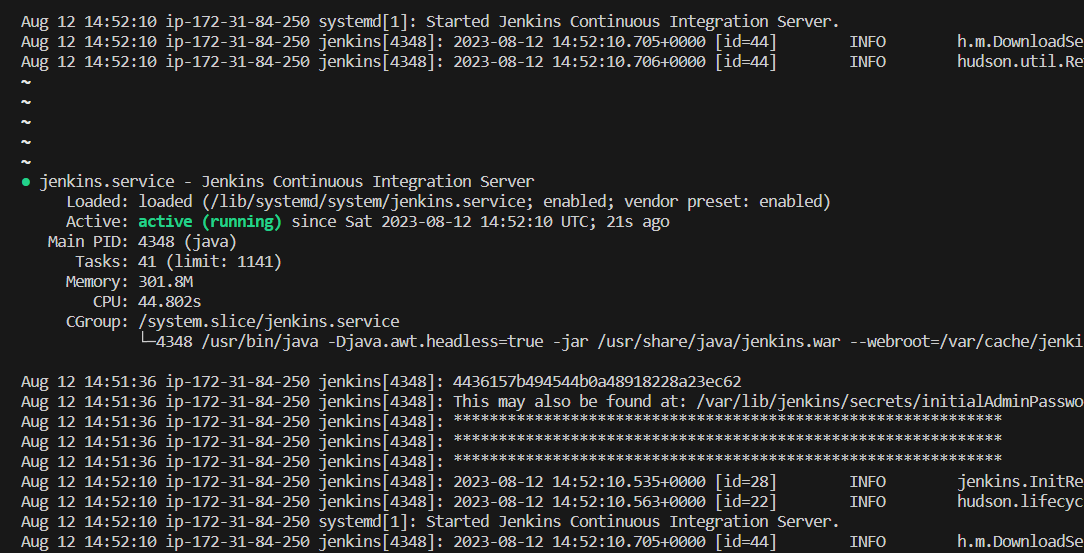 Aug 12 14:52:10 ip-172-31-84-250 systemd[1]: Started Jenkins Continuous Integration Server.
Aug 12 14:52:10 ip-172-31-84-250 jenkins[4348]: 2023-08-12 14:52:10.705+0000 [id=44] INFO h.m.DownloadSe
Aug 12 14:52:10 ip-172-31-84-250 jenkins[4348]: 2023-08-12 14:52:10.706+0000 [id=44] INFO hudson.util.Re
~
~
~
~
~
● jenkins.service - Jenkins Continuous Integration Server
Loaded: loaded (/lib/systemd/system/jenkins.service; enabled; vendor preset: enabled)
Active: active (running) since Sat 2023-08-12 14:52:10 UTC; 21s ago
Main PID: 4348 (java)
Tasks: 41 (limit: 1141)
Memory: 301.8M
CPU: 44.802s
CGroup: /system.slice/jenkins.service
└─4348 /usr/bin/java -Djava.awt.headless=true -jar /usr/share/java/jenkins.war --webroot=/var/cache/jenki
Aug 12 14:51:36 ip-172-31-84-250 jenkins[4348]: 4436157b494544b0a48918228a23ec62
Aug 12 14:51:36 ip-172-31-84-250 jenkins[4348]: This may also be found at: /var/lib/jenkins/secrets/initialAdminPasswo
Aug 12 14:51:36 ip-172-31-84-250 jenkins[4348]: *************************************************************
Aug 12 14:51:36 ip-172-31-84-250 jenkins[4348]: *************************************************************
Aug 12 14:51:36 ip-172-31-84-250 jenkins[4348]: *************************************************************
Aug 12 14:52:10 ip-172-31-84-250 jenkins[4348]: 2023-08-12 14:52:10.535+0000 [id=28] INFO jenkins.InitRe
Aug 12 14:52:10 ip-172-31-84-250 jenkins[4348]: 2023-08-12 14:52:10.563+0000 [id=22] INFO hudson.lifecyc
Aug 12 14:52:10 ip-172-31-84-250 systemd[1]: Started Jenkins Continuous Integration Server.
Aug 12 14:52:10 ip-172-31-84-250 jenkins[4348]: 2023-08-12 14:52:10.705+0000 [id=44] INFO h.m.DownloadSe